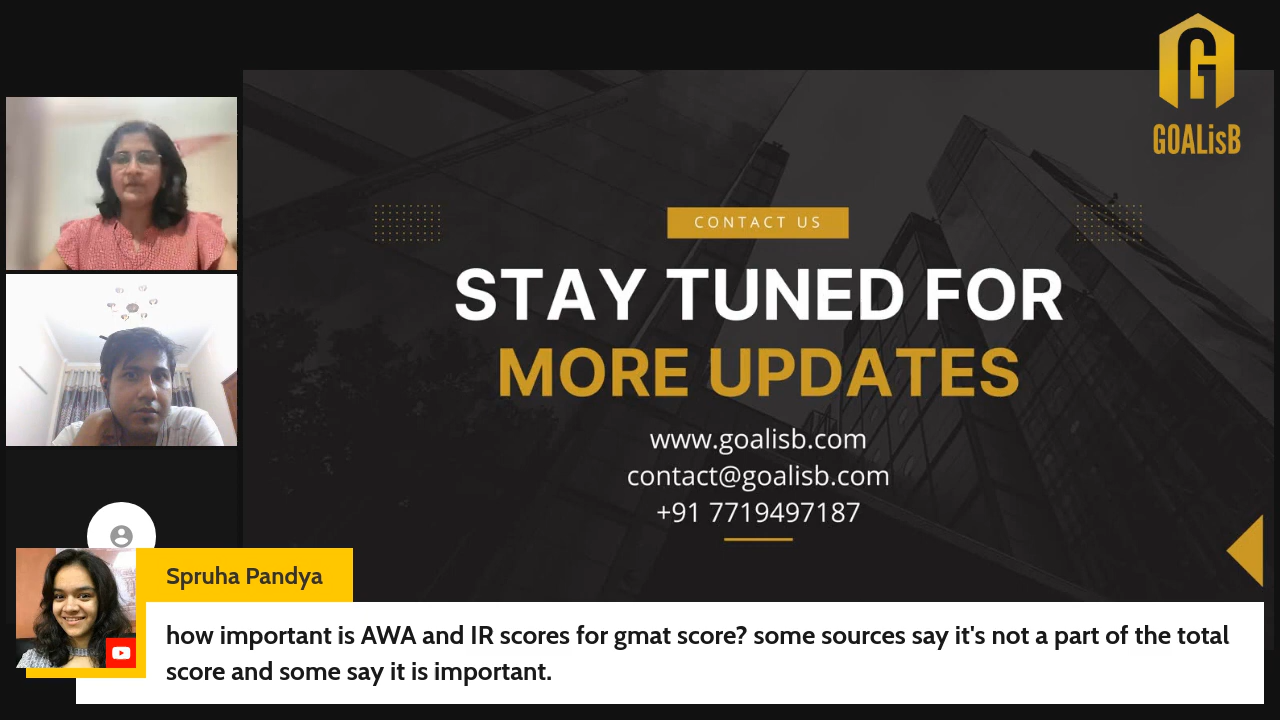 GOALisB
CONTACT US
STAY TUNED FOR
MORE UPDATES
www.goalisb.com
contact@goalisb.com
+91 7719497187
Spruha Pandya
how important is AWA and IR scores for gmat score? some sources say it's not a part of the total
score and some say it is important.